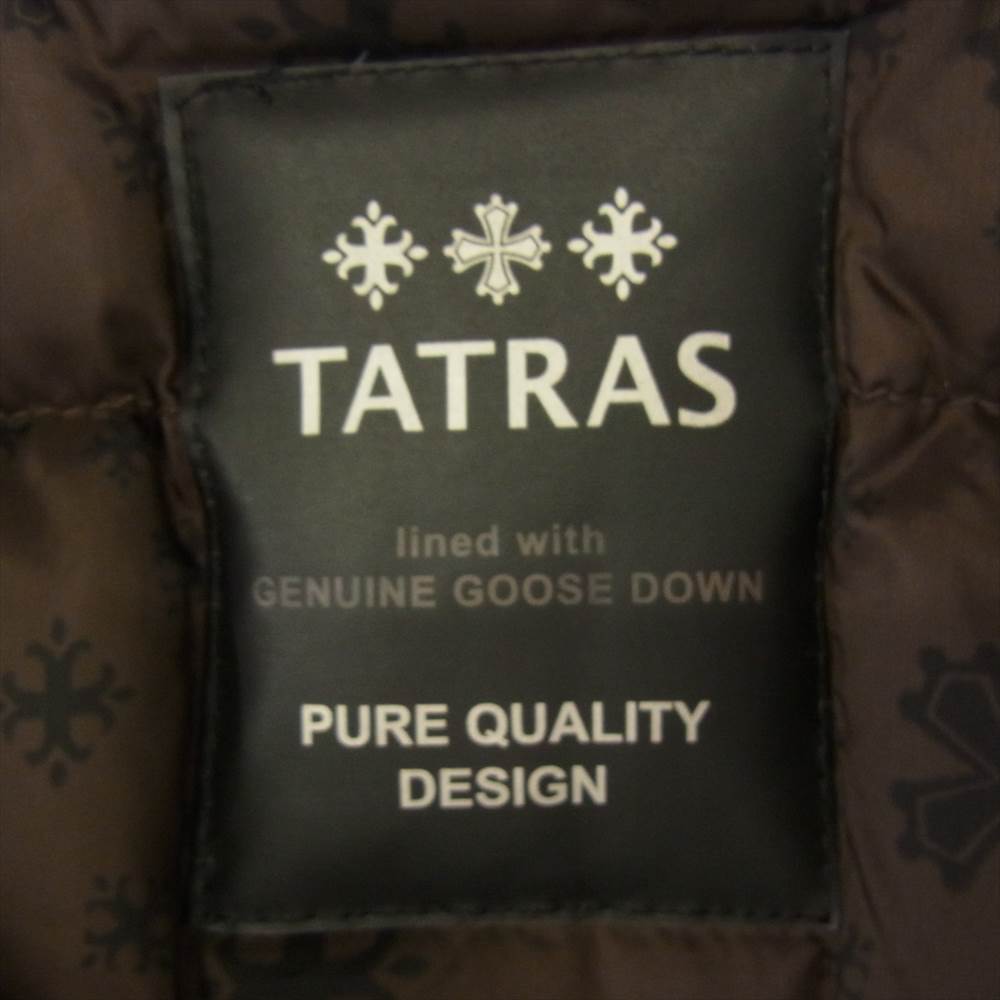 TATRAS
lined with
GENUINE GOOSE DOWN
PURE QUALITY
DESIGN